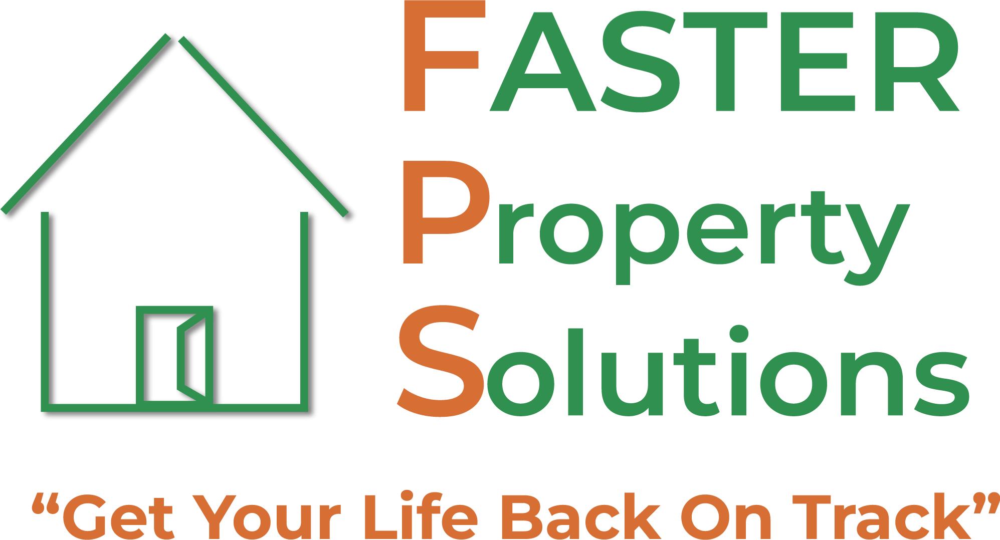 FASTER
Property
Solutions
“Get Your Life Back On Track”